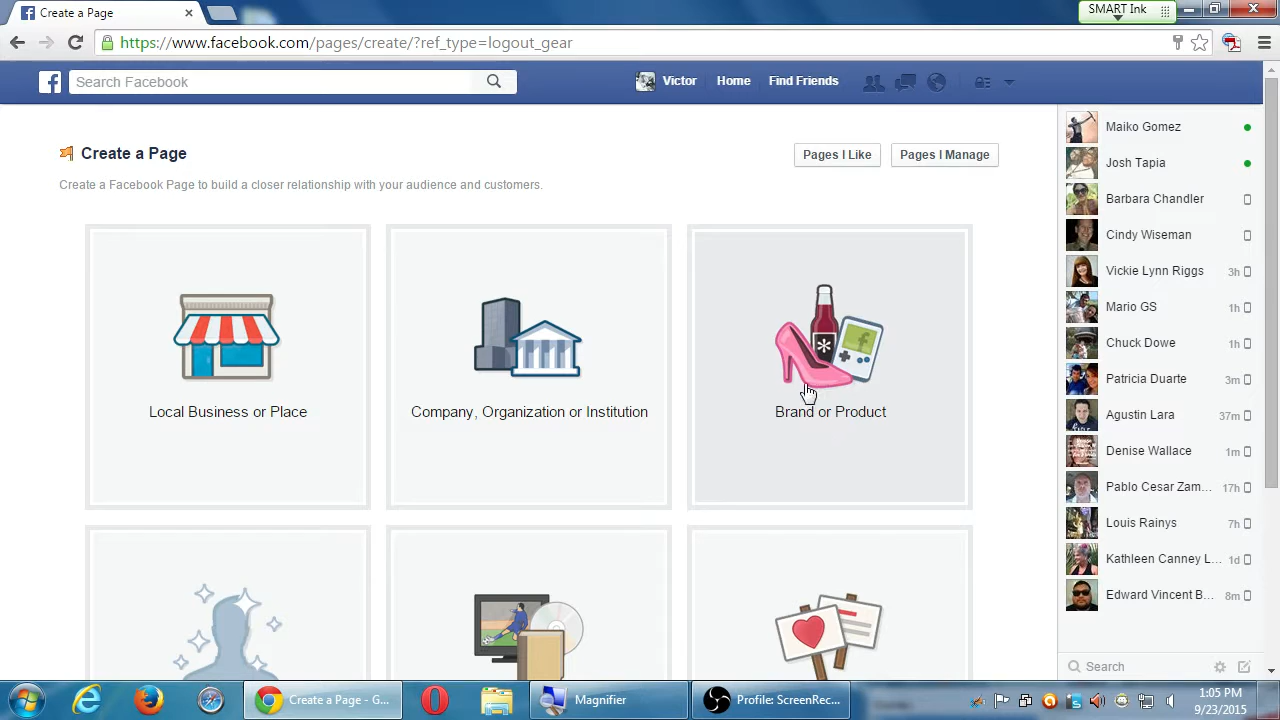 Create a Page
SMART Ink
https://www.facebook.com/pages/create/?ref_type=logout_gear
Search Facebook
Victor
Home
Find Friends
Create a Page
Pages I Like
Pages I Manage
Create a Facebook Page to build a closer relationship with your audience and customers.
Local Business or Place
Company, Organization or Institution
Brand or Product
Maiko Gomez
Josh Tapia
Barbara Chandler
Cindy Wiseman
Vickie Lynn Riggs 3h
Mario GS 1h
Chuck Dowe 1h
Patricia Duarte 3m
Agustin Lara 37m
Denise Wallace 1m
Pablo Cesar Zam... 17h
Louis Rainys 7h
Kathleen Canney L... 1d
Edward Vincent B... 8m
Search
Create a Page - G...
Magnifier
Profile: ScreenRec...
1:05 PM
9/23/2015